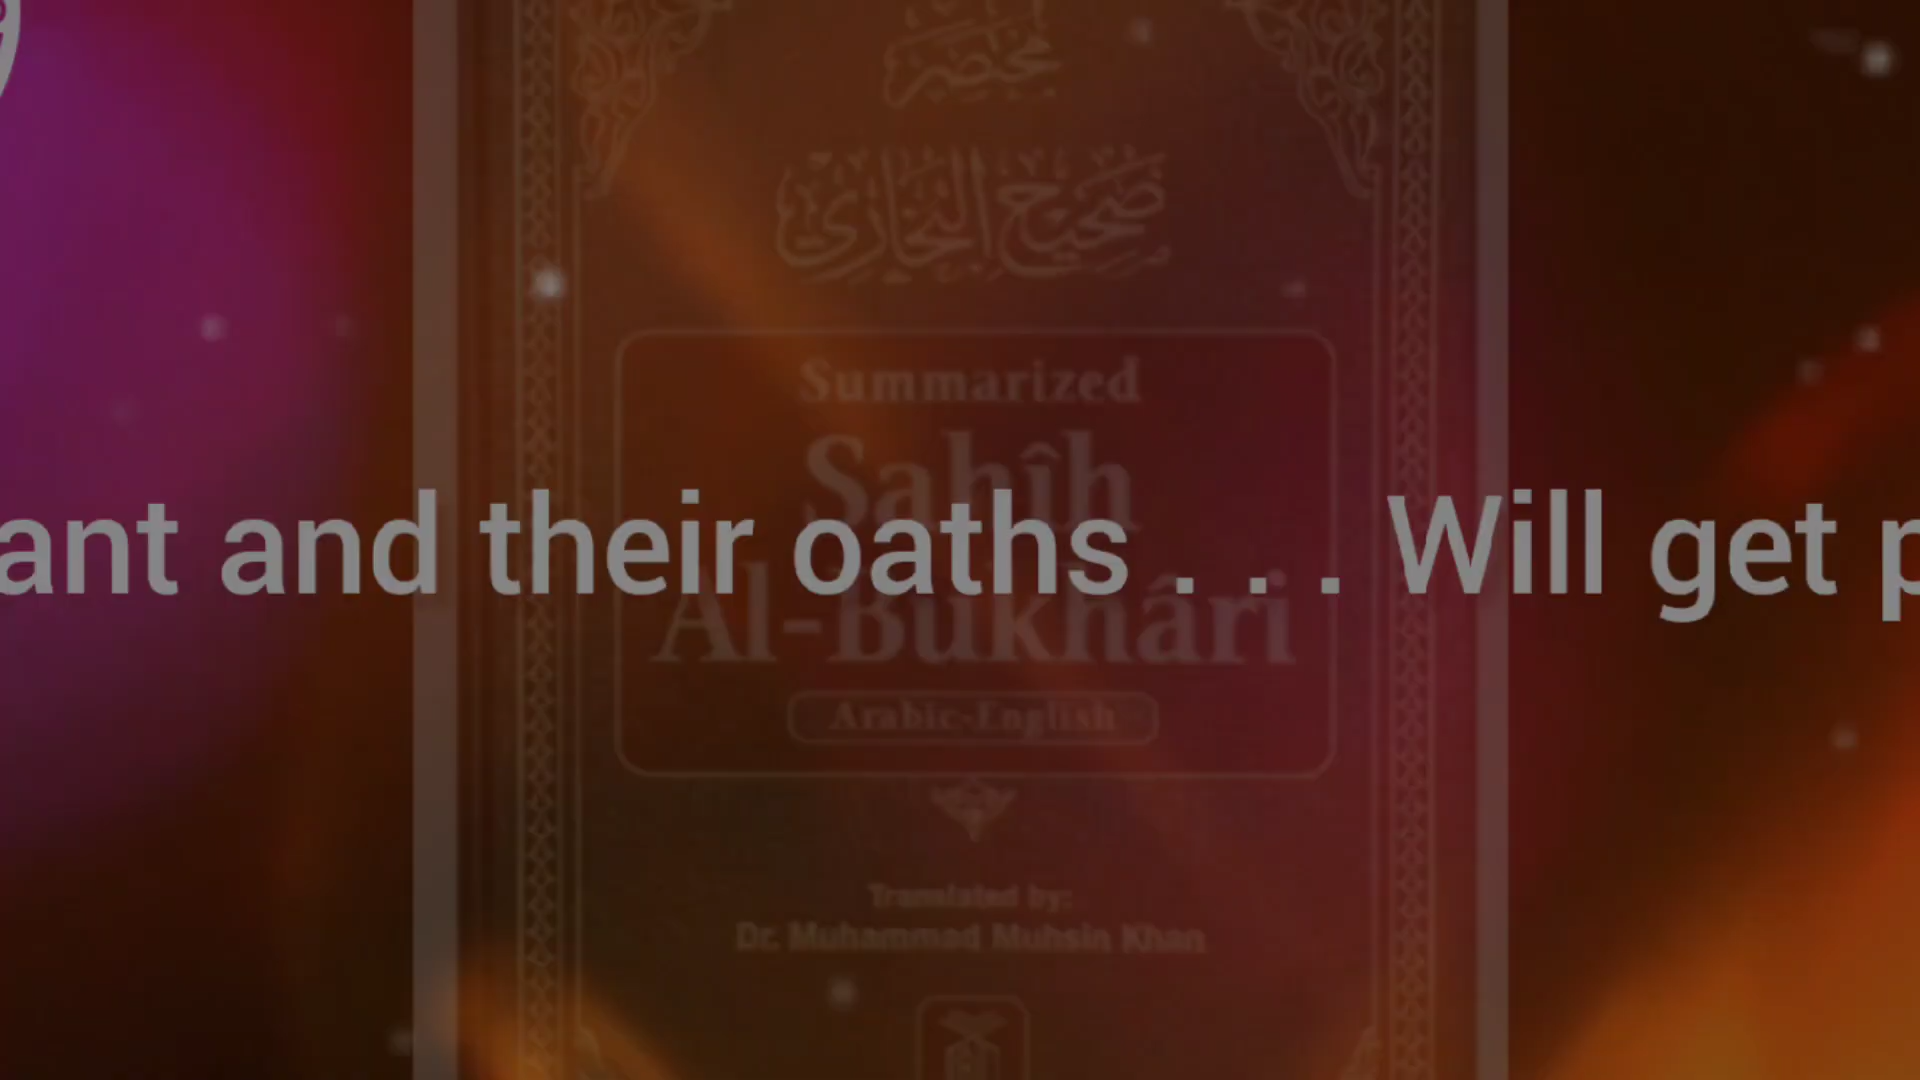 مختصر
صحيح البخاري
Summarized
Sahîh
ant and their oaths . . . Will get p
Al-Bukhâri
Arabic-English
Translated by:
Dr. Muhammad Muhsin Khan